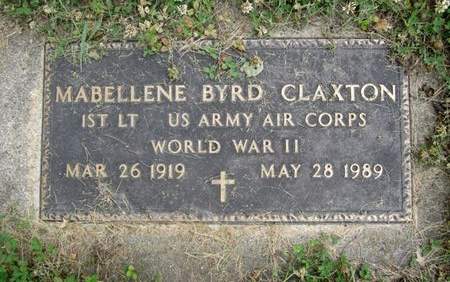 MABELLENE BYRD CLAXTON
1ST LT US ARMY AIR CORPS
WORLD WAR II
MAR 26 1919 MAY 28 1989